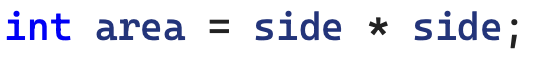 int area = side * side;